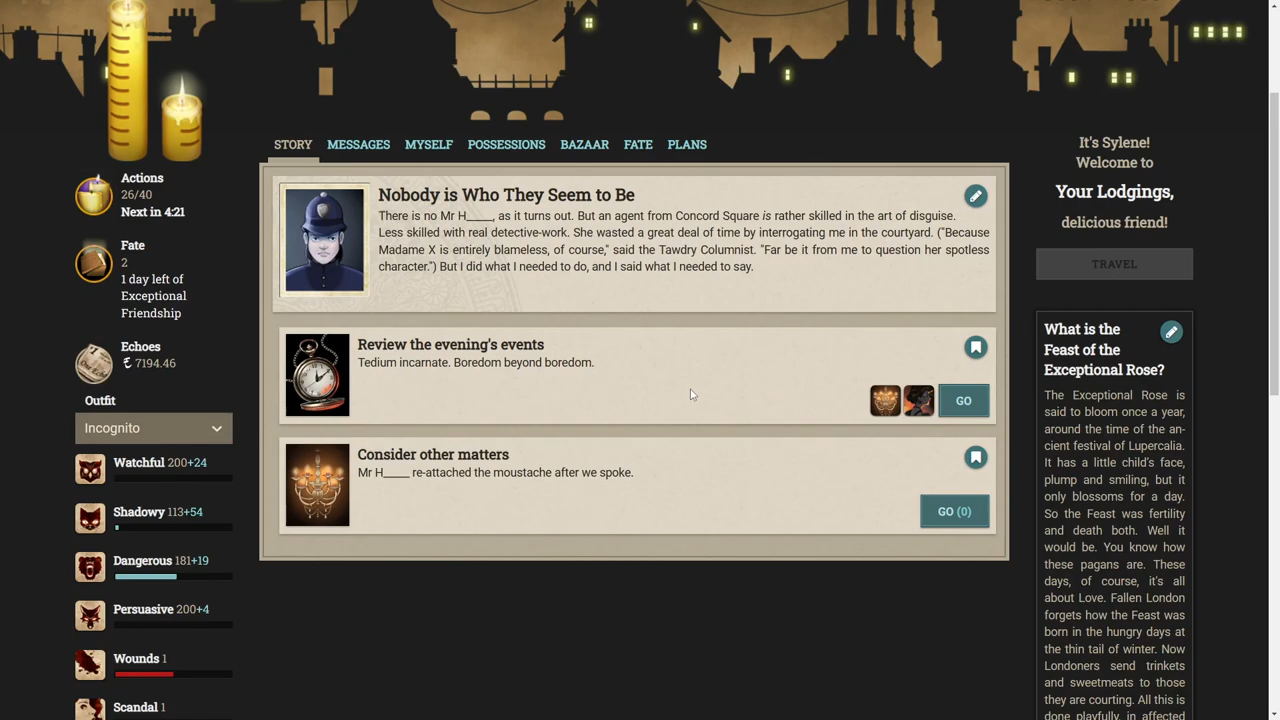 STORY MESSAGES MYSELF POSSESSIONS BAZAAR FATE PLANS
Actions
26/40
Next in 4:21
Fate
2
1 day left of
Exceptional
Friendship
Echoes
7194.46
Outfit
Incognito
Watchful 200+24
Shadowy 113+54
Dangerous 181+19
Persuasive 200+4
Wounds 1
Scandal 1
Nobody is Who They Seem to Be
There is no Mr H____, as it turns out. But an agent from Concord Square is rather skilled in the art of disguise.
Less skilled with real detective-work. She wasted a great deal of time by interrogating me in the courtyard. ("Because
Madame X is entirely blameless, of course," said the Tawdry Columnist. "Far be it from me to question her spotless
character.") But I did what I needed to do, and I said what I needed to say.
Review the evening's events
Tedium incarnate. Boredom beyond boredom.
GO
Consider other matters
Mr H____ re-attached the moustache after we spoke.
GO (0)
It's Sylene!
Welcome to
Your Lodgings,
delicious friend!
TRAVEL
What is the
Feast of the
Exceptional Rose?
The Exceptional Rose is
said to bloom once a year,
around the time of the an-
cient festival of Lupercalia.
It has a little child's face,
plump and smiling, but it
only blossoms for a day.
So the Feast was fertility
and death both. Well it
would be. You know how
these pagans are. These
days, of course, it's all
about Love. Fallen London
forgets how the Feast was
born in the hungry days at
the thin tail of winter. Now
Londoners send trinkets
and sweetmeats to those
they are courting. All this is
done playfully, in affected